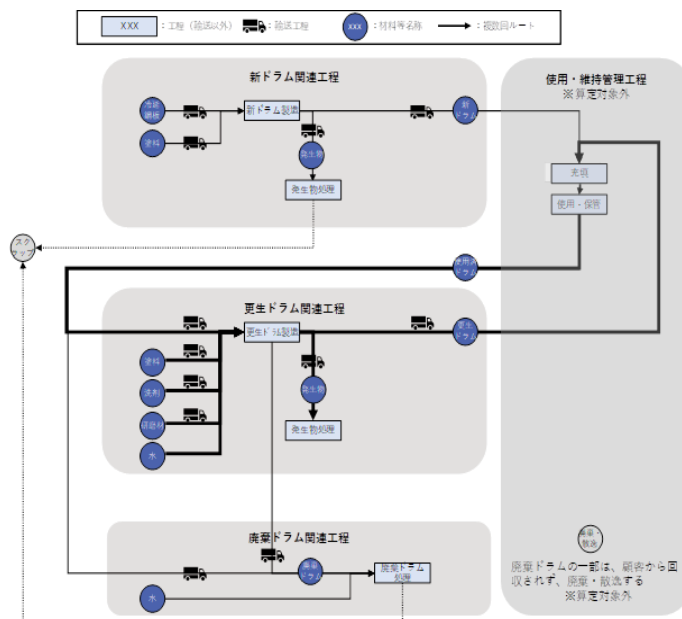 XXX ：工程（輸送以外） ：輸送工程 XXX ：材料等名称 ：複数回ルート
新ドラム関連工程
使用・維持管理工程
※算定対象外
冷延
鋼板
塗料
新ドラム製造
新
ドラム
発生物
発生物処理
充填
使用・保管
スク
ラップ
使用済
ドラム
更生ドラム関連工程
更生ドラム製造
更生
ドラム
塗料
洗剤
研磨材
水
発生物
発生物処理
廃棄ドラム関連工程
廃棄
ドラム
廃棄ドラム
処理
水
廃棄・
散逸
廃棄ドラムの一部は、顧客から回
収されず、廃棄・散逸する
※算定対象外